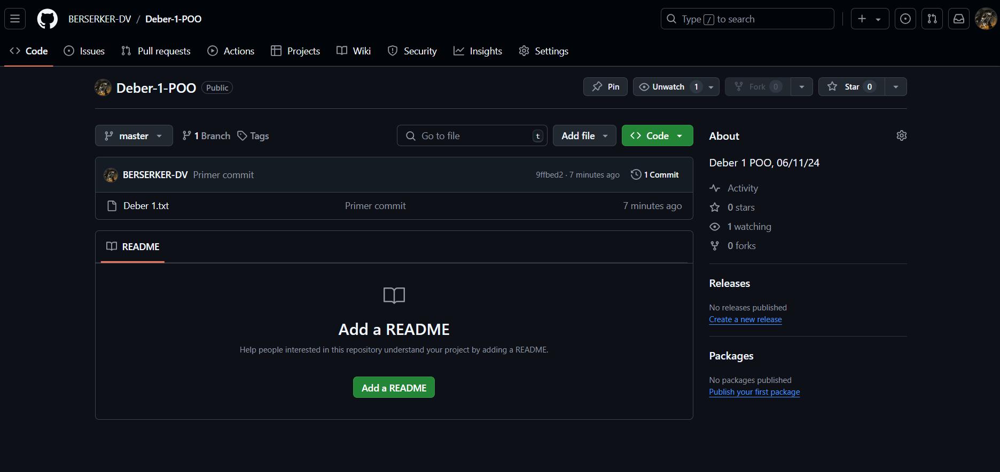 BERSERKER-DV / Deber-1-POO
Type / to search
Code Issues Pull requests Actions Projects Wiki Security Insights Settings
Deber-1-POO Public
Pin Unwatch 1 Fork 0 Star 0
master 1 Branch Tags
Go to file t Add file Code
BERSERKER-DV Primer commit 9ffbed2 · 7 minutes ago 1 Commit
Deber 1.txt Primer commit 7 minutes ago
README
Add a README
Help people interested in this repository understand your project by adding a README.
Add a README
About
Deber 1 POO, 06/11/24
Activity
0 stars
1 watching
0 forks
Releases
No releases published
Create a new release
Packages
No packages published
Publish your first package